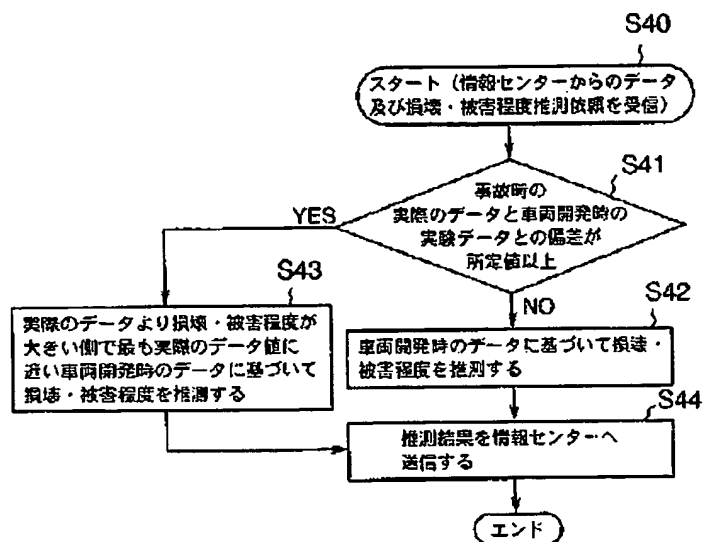 S40
スタート（情報センターからのデータ
及び損壊・被害程度推測依頼を受信）
S41
事故時の
実際のデータと車両開発時の
実験データとの偏差が
所定値以上
YES
NO
S43
実際のデータより損壊・被害程度が
大きい側で最も実際のデータ値に
近い車両開発時のデータに基づいて
損壊・被害程度を推測する
S42
車両開発時のデータに基づいて損壊・
被害程度を推測する
S44
推測結果を情報センターへ
送信する
エンド